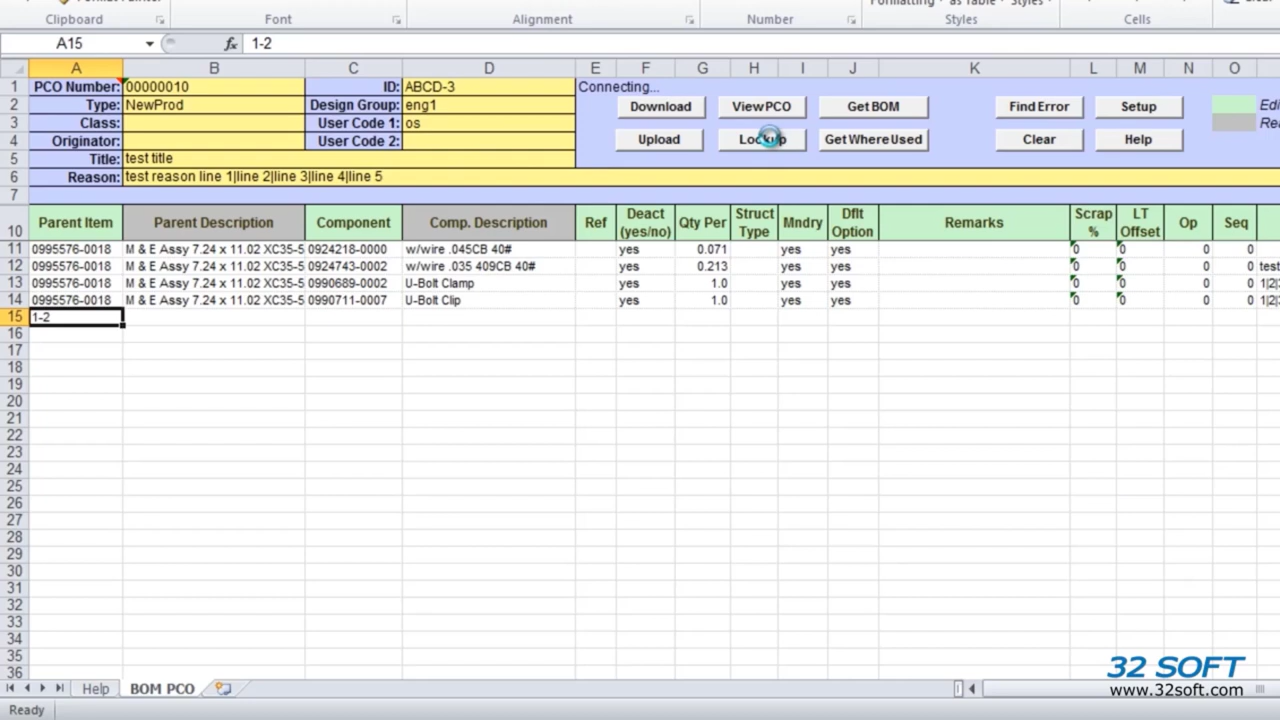 Clipboard Font Alignment Number Styles Cells
A15 fx 1-2
A B C D E F G H I J K L M N O
1 PCO Number: 00000010 ID: ABCD-3 Connecting...
2 Type: NewProd Design Group: eng1 Download ViewPCO Get BOM Find Error Setup
3 Class: User Code 1: os
4 Originator: User Code 2: Upload Lookup Get Where Used Clear Help
5 Title: test title
6 Reason: test reason line 1|line 2|line 3|line 4|line 5
7
10 Parent Item Parent Description Component Comp. Description Ref Deact (yes/no) Qty Per Struct Type Mndry Dflt Option Remarks Scrap % LT Offset Op Seq
11 0995576-0018 M & E Assy 7.24 x 11.02 XC35-5 0924218-0000 w/wire .045CB 40# yes 0.071 yes yes 0 0 0 0
12 0995576-0018 M & E Assy 7.24 x 11.02 XC35-5 0924743-0002 w/wire .035 409CB 40# yes 0.213 yes yes 0 0 0 0 test
13 0995576-0018 M & E Assy 7.24 x 11.02 XC35-5 0990689-0002 U-Bolt Clamp yes 1.0 yes yes 0 0 0 0 1|2|
14 0995576-0018 M & E Assy 7.24 x 11.02 XC35-5 0990711-0007 U-Bolt Clip yes 1.0 yes yes 0 0 0 0 1|2|
15 1-2
16
17
18
19
20
21
22
23
24
25
26
27
28
29
30
31
32
33
34
35
36
32 SOFT
www.32soft.com
Help BOM PCO
Ready